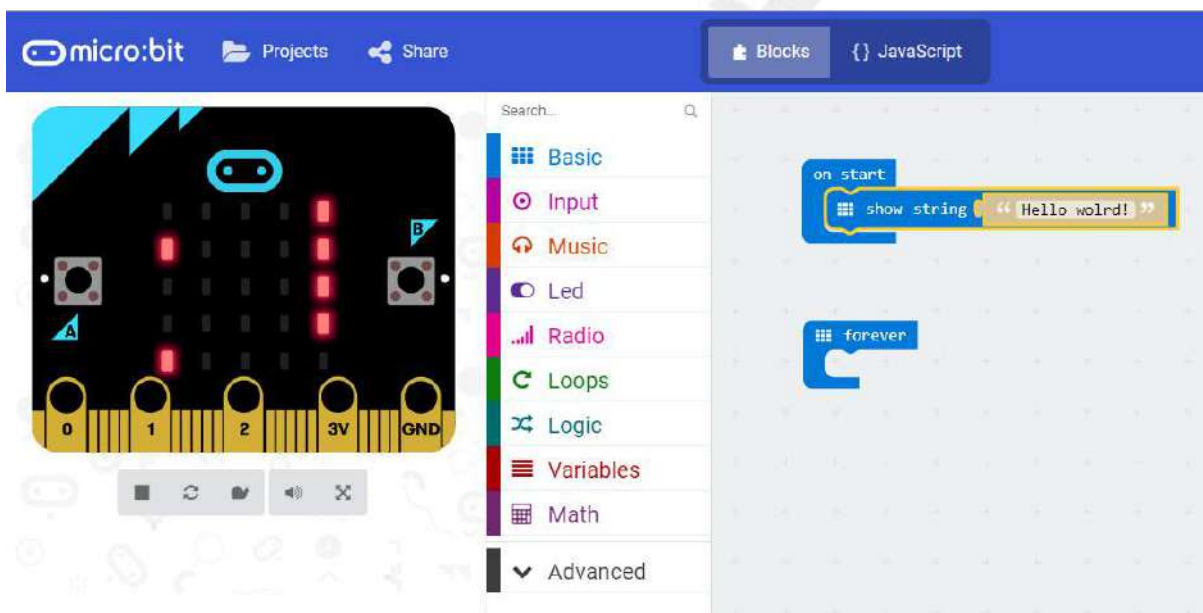 micro:bit Projects Share Blocks {} JavaScript
Search...
Basic
Input
Music
Led
Radio
Loops
Logic
Variables
Math
Advanced
B
A
0 1 2 3V GND
on start
show string “ Hello wolrd! ”
forever